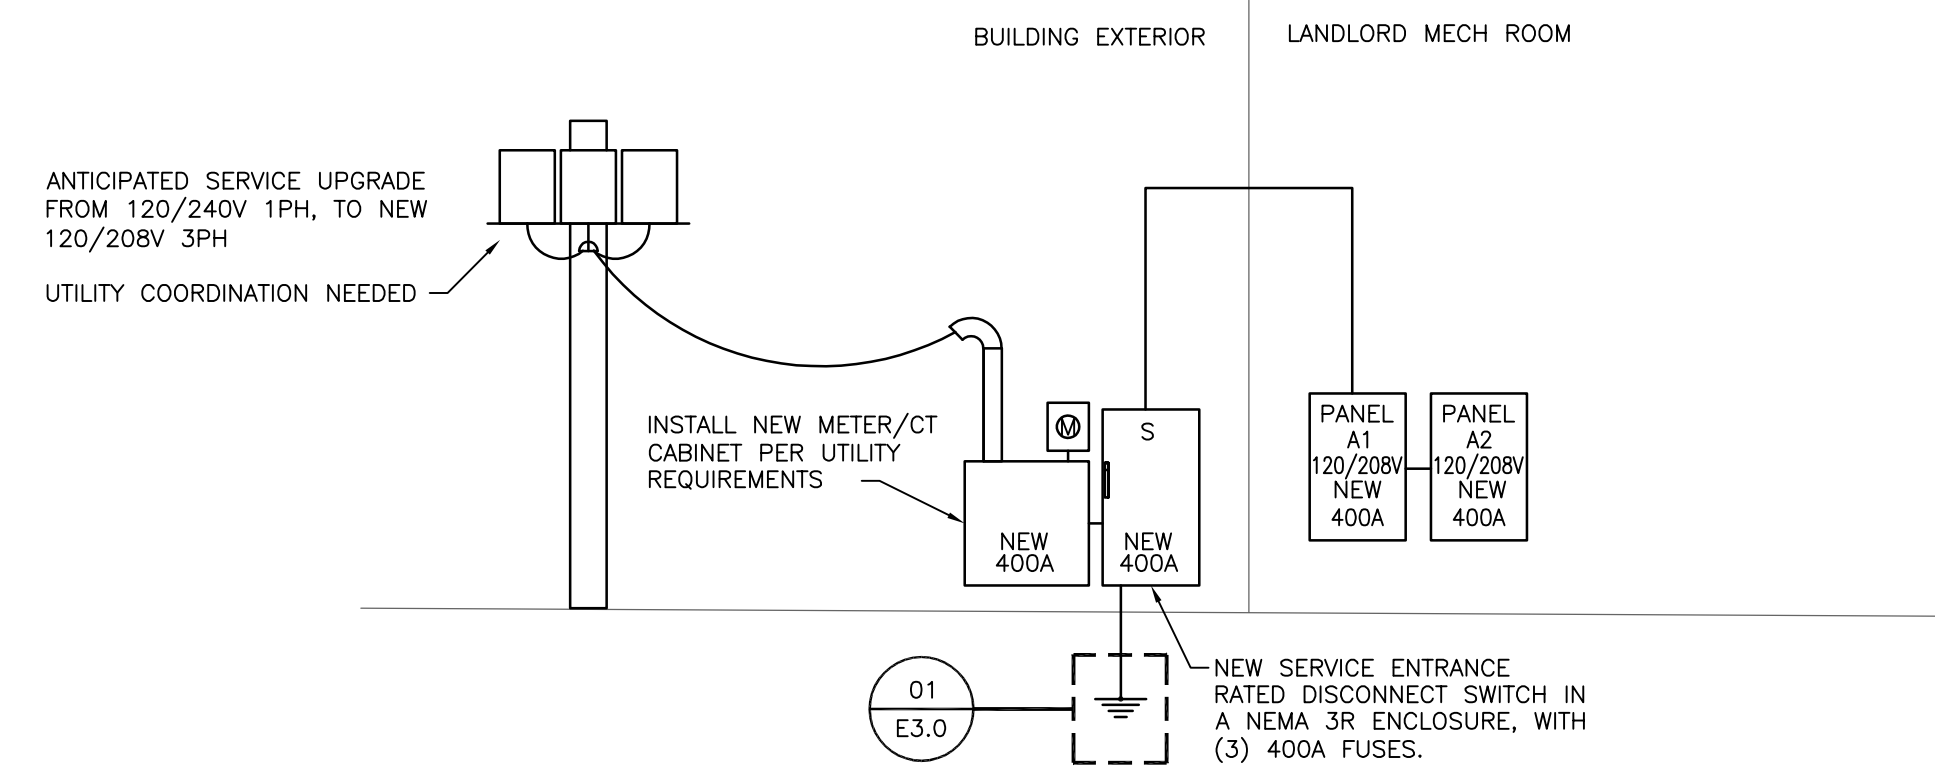 BUILDING EXTERIOR
LANDLORD MECH ROOM
ANTICIPATED SERVICE UPGRADE
FROM 120/240V 1PH, TO NEW
120/208V 3PH
UTILITY COORDINATION NEEDED
INSTALL NEW METER/CT
CABINET PER UTILITY
REQUIREMENTS
M
NEW
400A
S
NEW
400A
PANEL
A1
120/208V
NEW
400A
PANEL
A2
120/208V
NEW
400A
01
E3.0
NEW SERVICE ENTRANCE
RATED DISCONNECT SWITCH IN
A NEMA 3R ENCLOSURE, WITH
(3) 400A FUSES.